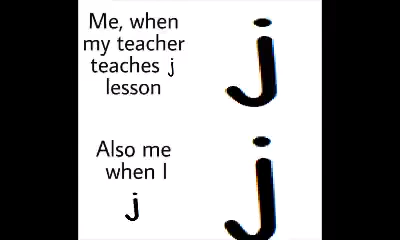 Me, when
my teacher
teaches j
lesson
j
Also me
when I
j
j